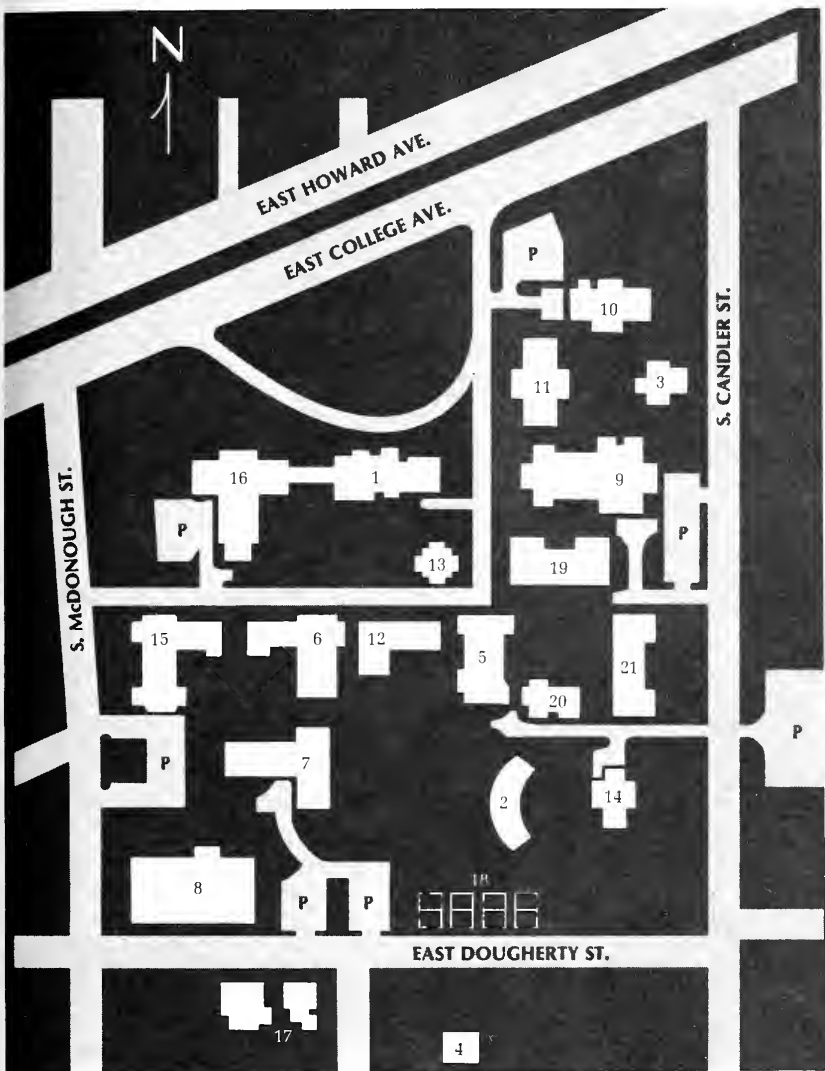 N
EAST HOWARD AVE.
EAST COLLEGE AVE.
P
10
S. CANDLER ST.
11
3
S. McDONOUGH ST.
16
1
9
P
P
13
19
15
6
12
5
21
20
P
P
7
2
14
8
18
P
P
EAST DOUGHERTY ST.
17
4